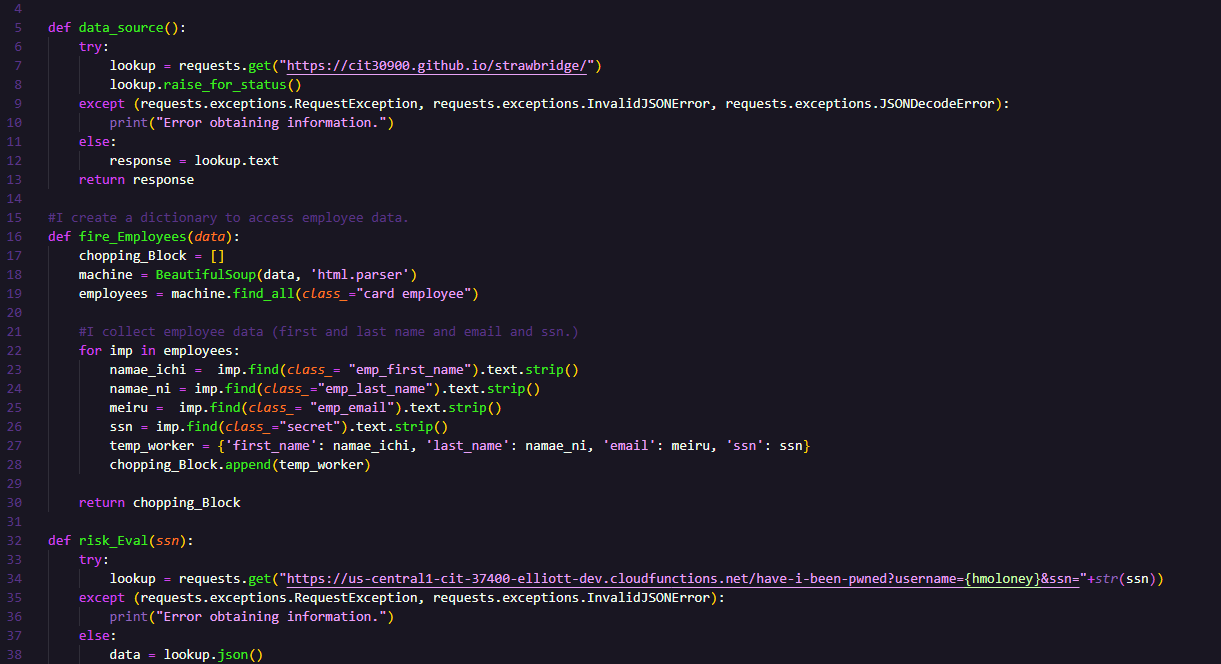 4
5 def data_source():
6     try:
7         lookup = requests.get("https://cit30900.github.io/strawbridge/")
8         lookup.raise_for_status()
9     except (requests.exceptions.RequestException, requests.exceptions.InvalidJSONError, requests.exceptions.JSONDecodeError):
10         print("Error obtaining information.")
11     else:
12         response = lookup.text
13     return response
14
15 #I create a dictionary to access employee data.
16 def fire_Employees(data):
17     chopping_Block = []
18     machine = BeautifulSoup(data, 'html.parser')
19     employees = machine.find_all(class_="card employee")
20
21     #I collect employee data (first and last name and email and ssn.)
22     for imp in employees:
23         namae_ichi =  imp.find(class_= "emp_first_name").text.strip()
24         namae_ni = imp.find(class_="emp_last_name").text.strip()
25         meiru =  imp.find(class_= "emp_email").text.strip()
26         ssn = imp.find(class_="secret").text.strip()
27         temp_worker = {'first_name': namae_ichi, 'last_name': namae_ni, 'email': meiru, 'ssn': ssn}
28         chopping_Block.append(temp_worker)
29
30     return chopping_Block
31
32 def risk_Eval(ssn):
33     try:
34         lookup = requests.get("https://us-central1-cit-37400-elliott-dev.cloudfunctions.net/have-i-been-pwned?username={hmoloney}&ssn="+str(ssn))
35     except (requests.exceptions.RequestException, requests.exceptions.InvalidJSONError):
36         print("Error obtaining information.")
37     else:
38         data = lookup.json()